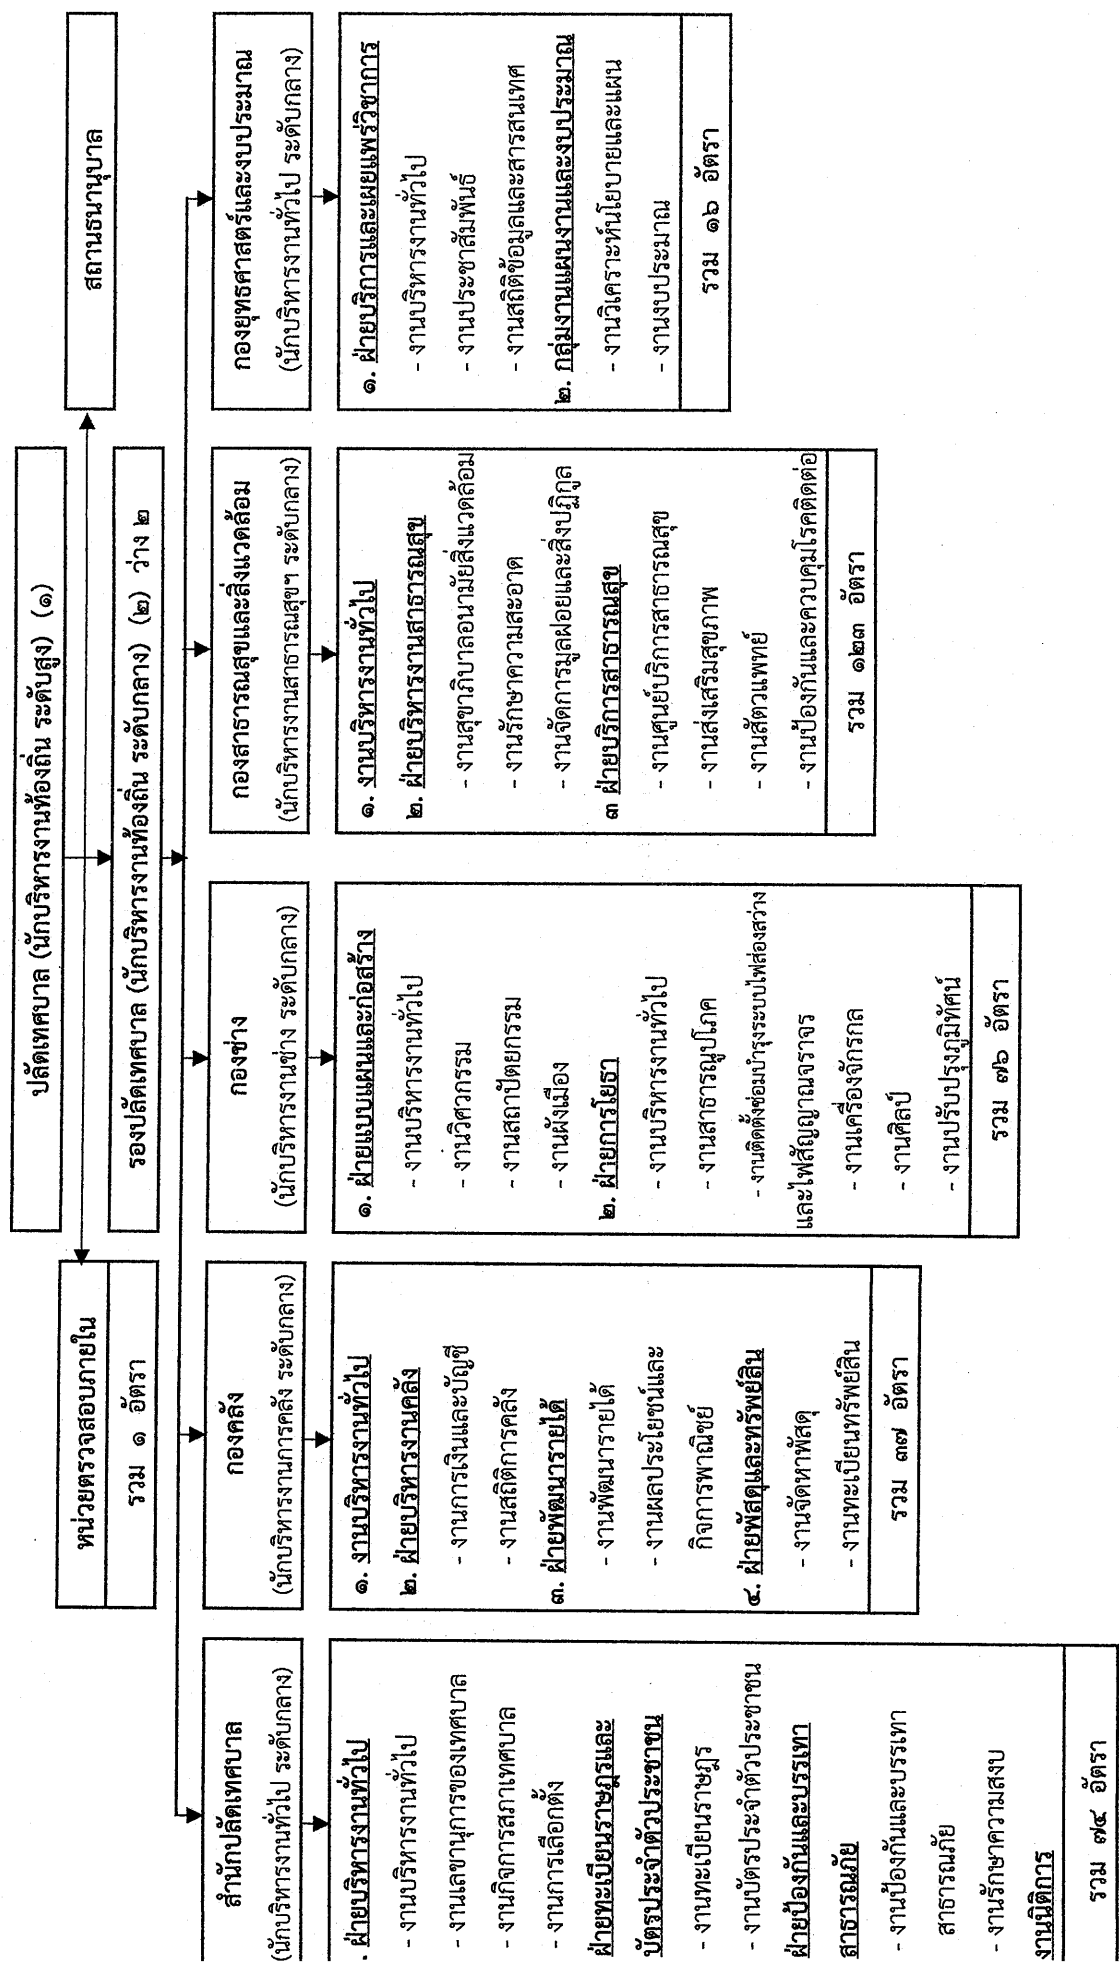 ปลัดเทศบาล (นักบริหารงานท้องถิ่น ระดับสูง) (๑)
หน่วยตรวจสอบภายใน
รวม ๑ อัตรา
สถานธนานุบาล
รองปลัดเทศบาล (นักบริหารงานท้องถิ่น ระดับกลาง) (๒) ว่าง ๒
สำนักปลัดเทศบาล
(นักบริหารงานทั่วไป ระดับกลาง)
. ฝ่ายบริหารงานทั่วไป
- งานบริหารงานทั่วไป
- งานเลขานุการของเทศบาล
- งานกิจการสภาเทศบาล
- งานการเลือกตั้ง
ฝ่ายทะเบียนราษฎรและ
บัตรประจำตัวประชาชน
- งานทะเบียนราษฎร
- งานบัตรประจำตัวประชาชน
ฝ่ายป้องกันและบรรเทา
สาธารณภัย
- งานป้องกันและบรรเทา
สาธารณภัย
- งานรักษาความสงบ
งานนิติการ
รวม ๗๔ อัตรา
กองคลัง
(นักบริหารงานการคลัง ระดับกลาง)
๑. งานบริหารงานทั่วไป
๒. ฝ่ายบริหารงานคลัง
- งานการเงินและบัญชี
- งานสถิติการคลัง
๓. ฝ่ายพัฒนารายได้
- งานพัฒนารายได้
- งานผลประโยชน์และ
กิจการพาณิชย์
๔. ฝ่ายพัสดุและทรัพย์สิน
- งานจัดหาพัสดุ
- งานทะเบียนทรัพย์สิน
รวม ๓๗ อัตรา
กองช่าง
(นักบริหารงานช่าง ระดับกลาง)
๑. ฝ่ายแบบแผนและก่อสร้าง
- งานบริหารงานทั่วไป
- งานวิศวกรรม
- งานสถาปัตยกรรม
- งานผังเมือง
๒. ฝ่ายการโยธา
- งานบริหารงานทั่วไป
- งานสาธารณูปโภค
- งานติดตั้งซ่อมบำรุงระบบไฟส่องสว่าง
และไฟสัญญาณจราจร
- งานเครื่องจักรกล
- งานศิลป์
- งานปรับปรุงภูมิทัศน์
รวม ๗๖ อัตรา
กองสาธารณสุขและสิ่งแวดล้อม
(นักบริหารงานสาธารณสุขฯ ระดับกลาง)
๑. งานบริหารงานทั่วไป
๒. ฝ่ายบริหารงานสาธารณสุข
- งานสุขาภิบาลอนามัยสิ่งแวดล้อม
- งานรักษาความสะอาด
- งานจัดการมูลฝอยและสิ่งปฏิกูล
๓ ฝ่ายบริการสาธารณสุข
- งานศูนย์บริการสาธารณสุข
- งานส่งเสริมสุขภาพ
- งานสัตวแพทย์
- งานป้องกันและควบคุมโรคติดต่อ
รวม ๑๒๓ อัตรา
กองยุทธศาสตร์และงบประมาณ
(นักบริหารงานทั่วไป ระดับกลาง)
๑. ฝ่ายบริการและเผยแพร่วิชาการ
- งานบริหารงานทั่วไป
- งานประชาสัมพันธ์
- งานสถิติข้อมูลและสารสนเทศ
๒. กลุ่มงานแผนงานและงบประมาณ
- งานวิเคราะห์นโยบายและแผน
- งานงบประมาณ
รวม ๑๖ อัตรา